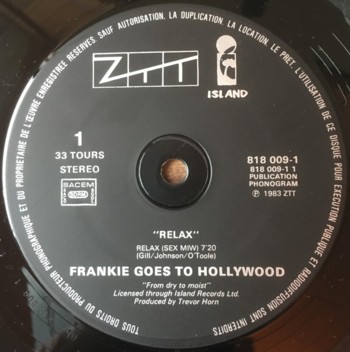 TOUS DROITS DU PRODUCTEUR PHONOGRAPHIQUE ET DU PROPRIETAIRE DE L'ŒUVRE ENREGISTREE RESERVES. SAUF AUTORISATION, LA DUPLICATION, LA LOCATION, LE PRET, L'UTILISATION DE CE DISQUE POUR EXECUTION PUBLIQUE ET RADIODIFFUSION SONT INTERDITS
ZTT
ISLAND
1
33 TOURS
STEREO
SACEM
818 009-1
818 009-1 1
PUBLICATION
PHONOGRAM
℗ 1983 ZTT
"RELAX"
RELAX (SEX MIW) 7'20
(Gill/Johnson/O'Toole)
FRANKIE GOES TO HOLLYWOOD
"From dry to moist"
Licensed through Island Records Ltd.
Produced by Trevor Horn